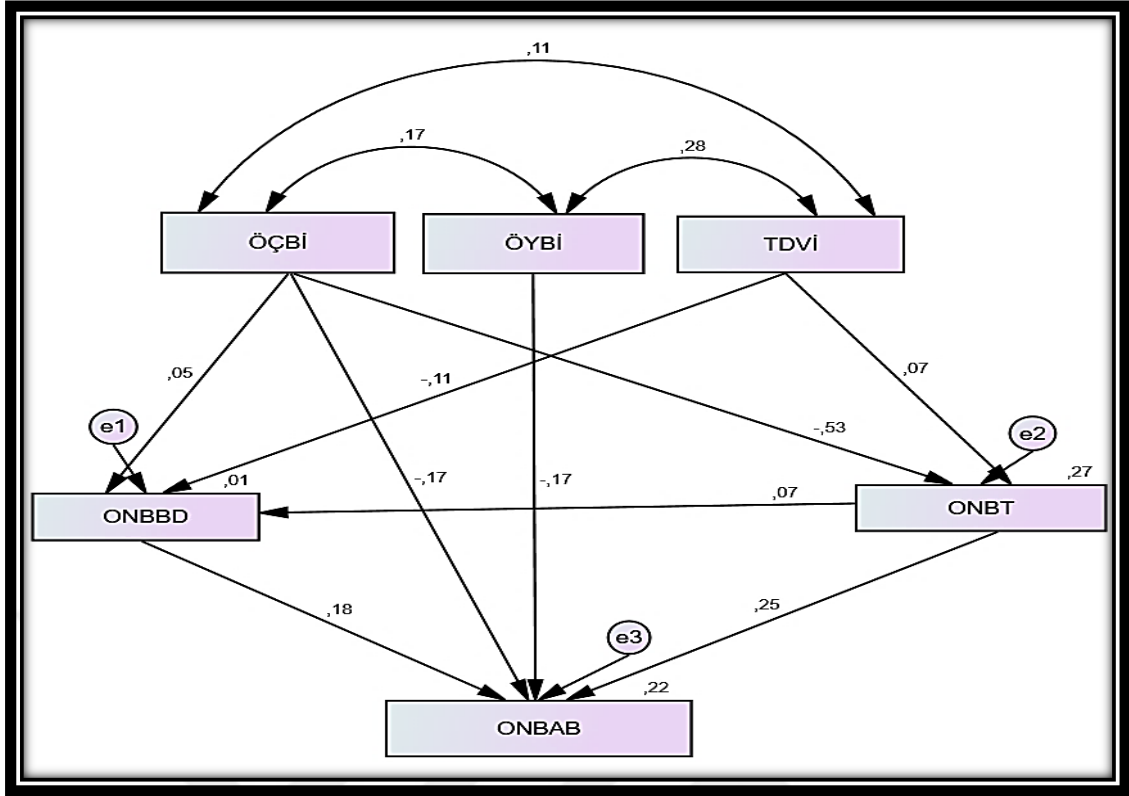 ,11
,17
,28
ÖÇBİ
ÖYBİ
TDVİ
,05
-,11
,07
e1
-,53
e2
,01
-,17
-,17
,07
,27
ONBBD
ONBT
,18
,25
e3
,22
ONBAB